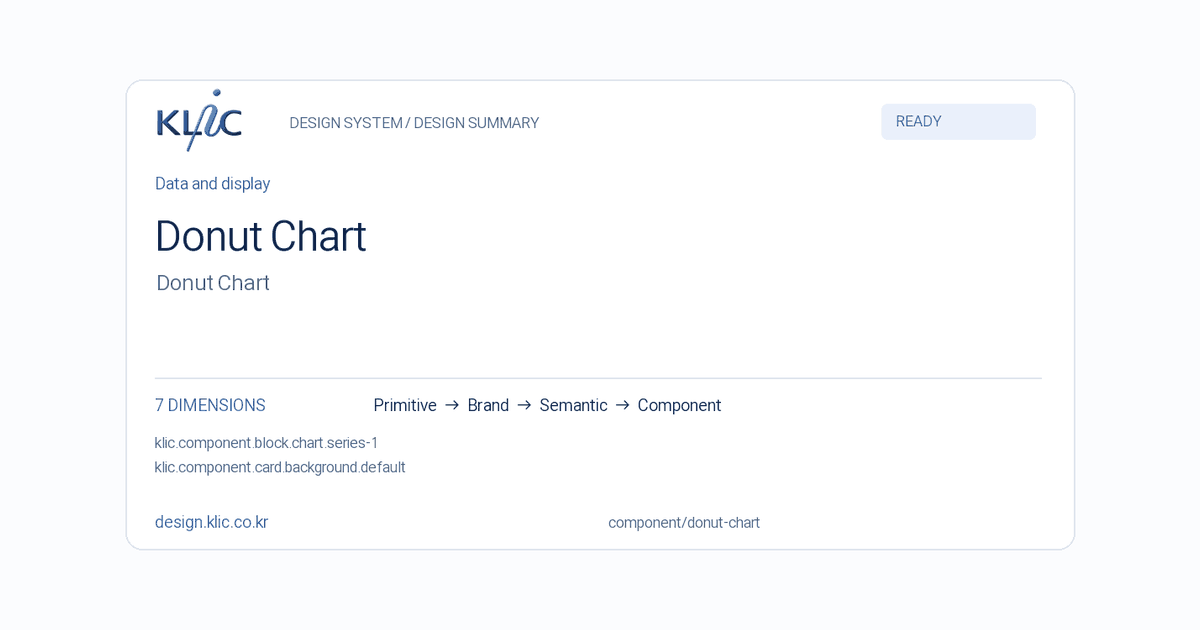 KLiC
DESIGN SYSTEM / DESIGN SUMMARY
READY
Data and display
Donut Chart
Donut Chart
7 DIMENSIONS
Primitive → Brand → Semantic → Component
klic.component.block.chart.series-1
klic.component.card.background.default
design.klic.co.kr
component/donut-chart